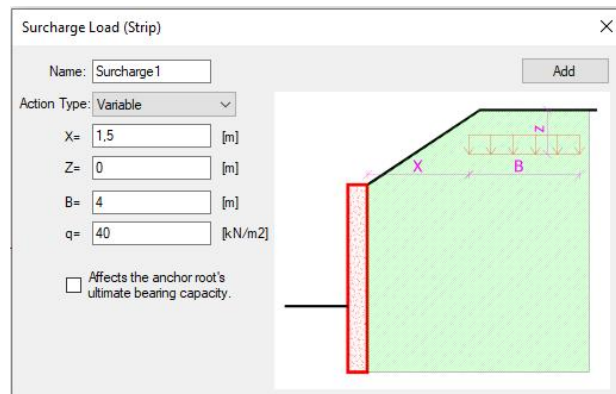 Surcharge Load (Strip)
Name: Surcharge1
Add
Action Type: Variable
X= 1,5 [m]
Z= 0 [m]
B= 4 [m]
q= 40 [kN/m2]
Affects the anchor root's
ultimate bearing capacity.
z
X
B